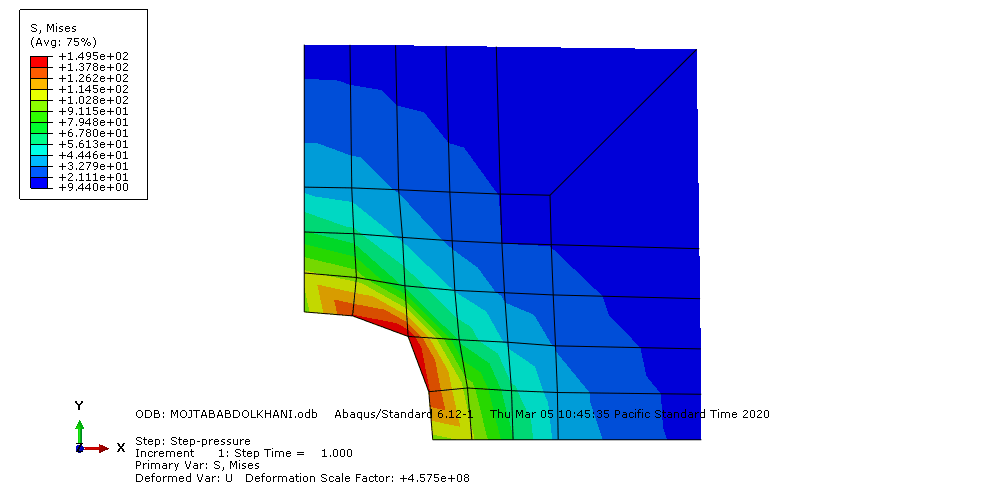 S, Mises
(Avg: 75%)
+1.495e+02
+1.378e+02
+1.262e+02
+1.145e+02
+1.028e+02
+9.115e+01
+7.948e+01
+6.780e+01
+5.613e+01
+4.446e+01
+3.279e+01
+2.111e+01
+9.440e+00
Y
Z
X
ODB: MOJTABABDOLKHANI.odb Abaqus/Standard 6.12-1 Thu Mar 05 10:45:35 Pacific Standard Time 2020
Step: Step-pressure
Increment 1: Step Time = 1.000
Primary Var: S, Mises
Deformed Var: U Deformation Scale Factor: +4.575e+08